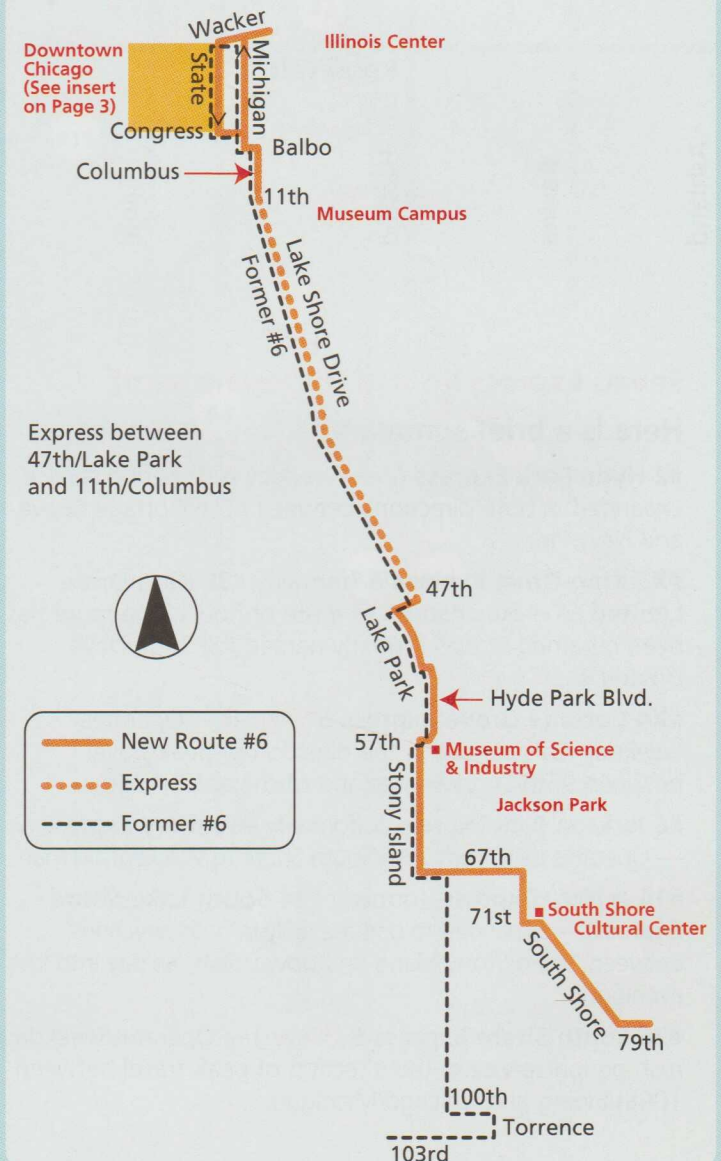 Wacker
Illinois Center
Downtown
Chicago
(See insert
on Page 3)
State
Michigan
Congress
Balbo
Columbus
11th
Museum Campus
Lake Shore Drive
Former #6
Express between
47th/Lake Park
and 11th/Columbus
47th
Lake Park
Hyde Park Blvd.
New Route #6
Express
Former #6
57th
Museum of Science
& Industry
Stony Island
Jackson Park
67th
71st
South Shore
Cultural Center
South Shore
79th
100th
Torrence
103rd